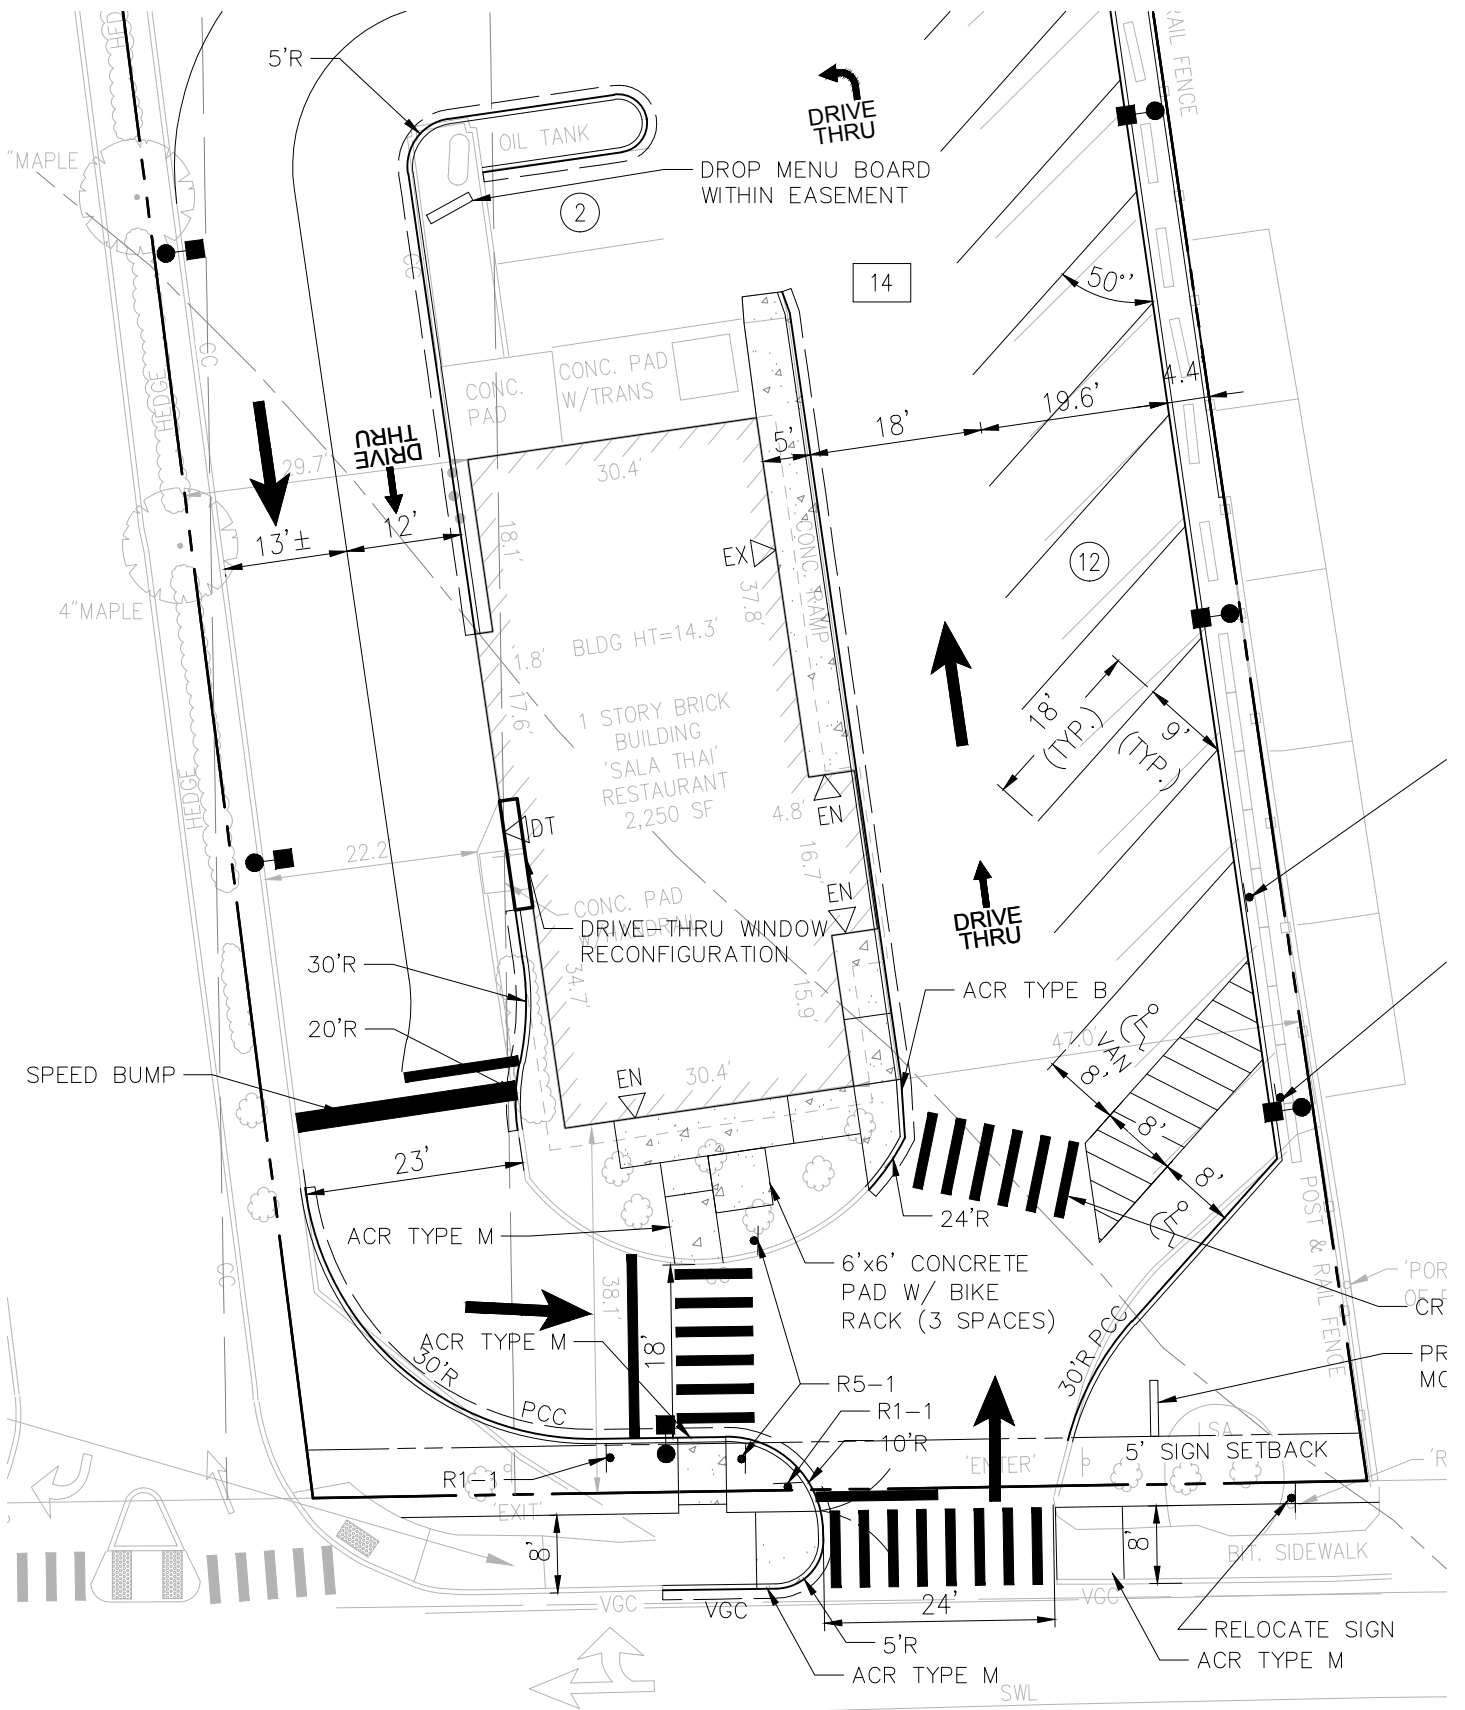 HED
RAIL FENCE
5'R
DRIVE
THRU
OIL TANK
"MAPLE
DROP MENU BOARD
WITHIN EASEMENT
2
CC
CC
14
50°'
CONC.
PAD
CONC. PAD
W/TRANS
HEDGE
DRIVE
THRU
29.7'
30.4'
5'
18'
19.6'
4.4'
13'±
12'
18.1'
EX
37.8'
CONC. RAMP
12
4"MAPLE
1.8'
BLDG HT=14.3'
17.6'
1 STORY BRICK
BUILDING
'SALA THAI'
RESTAURANT
2,250 SF
18'
(TYP.)
9'
(TYP.)
HEDGE
DT
4.8'
EN
22.2
16.7'
EN
CONC. PAD
DRIVE-THRU WINDOW
RECONFIGURATION
DRIVE
THRU
30'R
34.7'
15.9'
ACR TYPE B
20'R
47.0'
VAN
8'
SPEED BUMP
EN
30.4'
8'
23'
8'
ACR TYPE M
24'R
POST & RAIL FENCE
CC
6'x6' CONCRETE
PAD W/ BIKE
RACK (3 SPACES)
38.1'
'POR
CR
ACR TYPE M
18'
30'R
30'R PCC
PR
MO
R5-1
PCC
R1-1
10'R
LSA
5' SIGN SETBACK
R1-1
'ENTER'
'R
'EXIT'
8'
8'
BIT. SIDEWALK
VGC
VGC
24'
VGC
5'R
RELOCATE SIGN
ACR TYPE M
ACR TYPE M
SWL